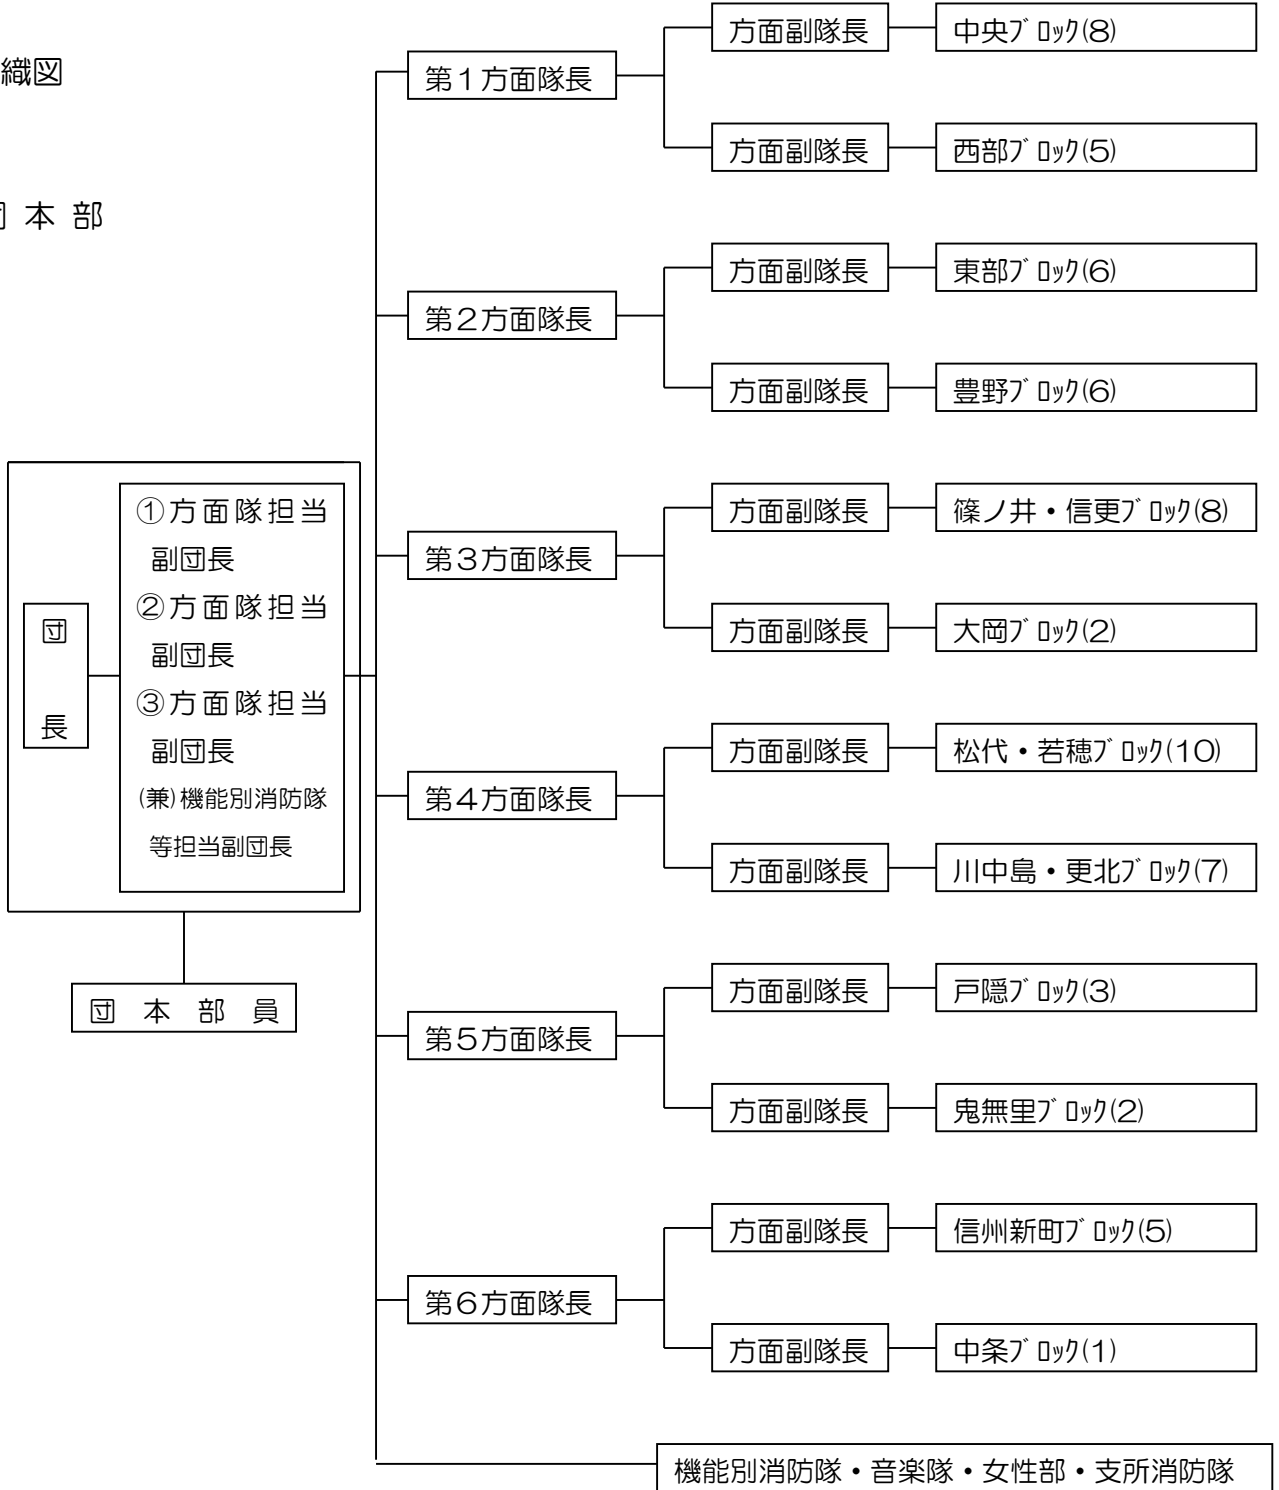 織図
本部
団長
①方面隊担当
副団長
②方面隊担当
副団長
③方面隊担当
副団長
(兼)機能別消防隊
等担当副団長
団本部員
第１方面隊長
方面副隊長
中央ﾌﾞﾛｯｸ(8)
方面副隊長
西部ﾌﾞﾛｯｸ(5)
第２方面隊長
方面副隊長
東部ﾌﾞﾛｯｸ(6)
方面副隊長
豊野ﾌﾞﾛｯｸ(6)
第３方面隊長
方面副隊長
篠ノ井・信更ﾌﾞﾛｯｸ(8)
方面副隊長
大岡ﾌﾞﾛｯｸ(2)
第４方面隊長
方面副隊長
松代・若穂ﾌﾞﾛｯｸ(10)
方面副隊長
川中島・更北ﾌﾞﾛｯｸ(7)
第５方面隊長
方面副隊長
戸隠ﾌﾞﾛｯｸ(3)
方面副隊長
鬼無里ﾌﾞﾛｯｸ(2)
第６方面隊長
方面副隊長
信州新町ﾌﾞﾛｯｸ(5)
方面副隊長
中条ﾌﾞﾛｯｸ(1)
機能別消防隊・音楽隊・女性部・支所消防隊